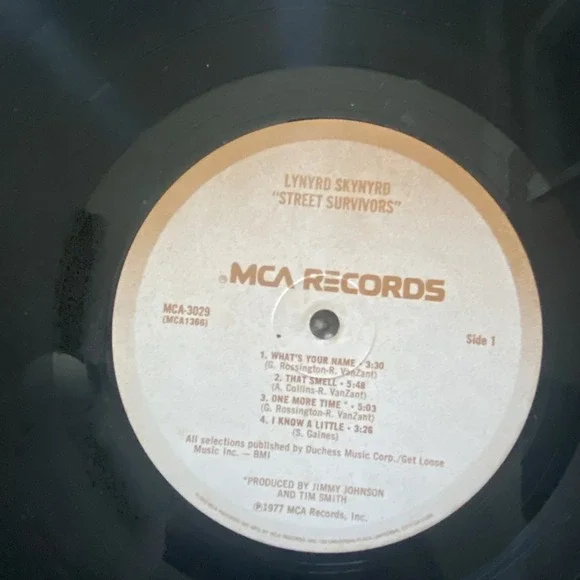 LYNYRD SKYNYRD
"STREET SURVIVORS"
MCA RECORDS
MCA-3029
(MCA1366)
Side 1
1. WHAT'S YOUR NAME - 3:30
(G. Rossington-R. VanZant)
2. THAT SMELL - 5:48
(A. Collins-R. VanZant)
3. ONE MORE TIME * - 5:03
(G. Rossington-R. VanZant)
4. I KNOW A LITTLE - 3:26
(S. Gaines)
All selections published by Duchess Music Corp./Get Loose
Music Inc. — BMI
*PRODUCED BY JIMMY JOHNSON
AND TIM SMITH
℗1977 MCA Records, Inc.